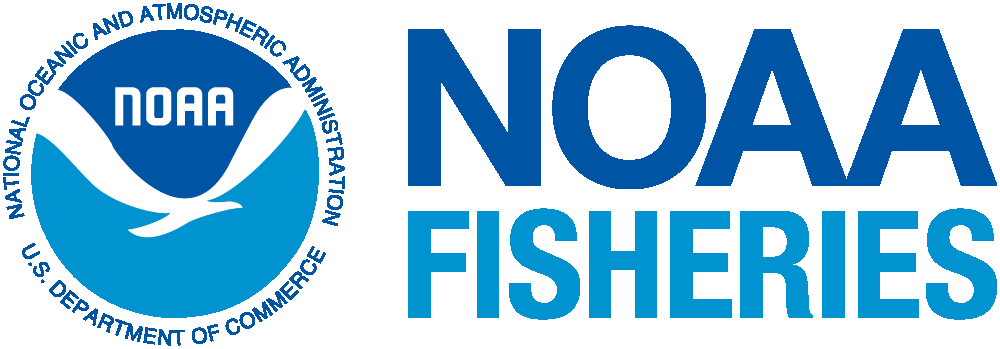 NATIONAL OCEANIC AND ATMOSPHERIC ADMINISTRATION
NOAA
U.S. DEPARTMENT OF COMMERCE
NOAA
FISHERIES